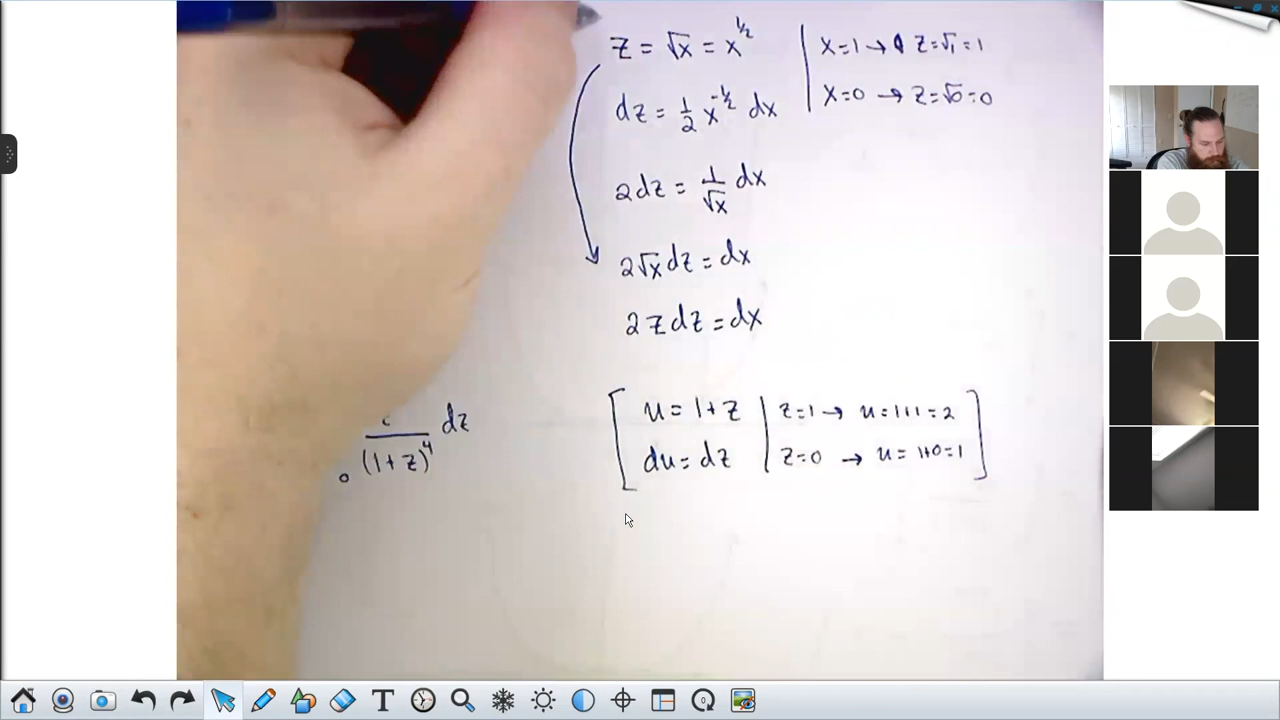 z = √x = x^{1/2} | x=1 → z=√1=1
dz = 1/2 x^{-1/2} dx | x=0 → z=√0=0
2dz = 1/√x dx
2√x dz = dx
2z dz = dx
0 /(1+z)^4 dz
[ u = 1+z | z=1 → u=1+1=2 ]
[ du = dz | z=0 → u=1+0=1 ]
T